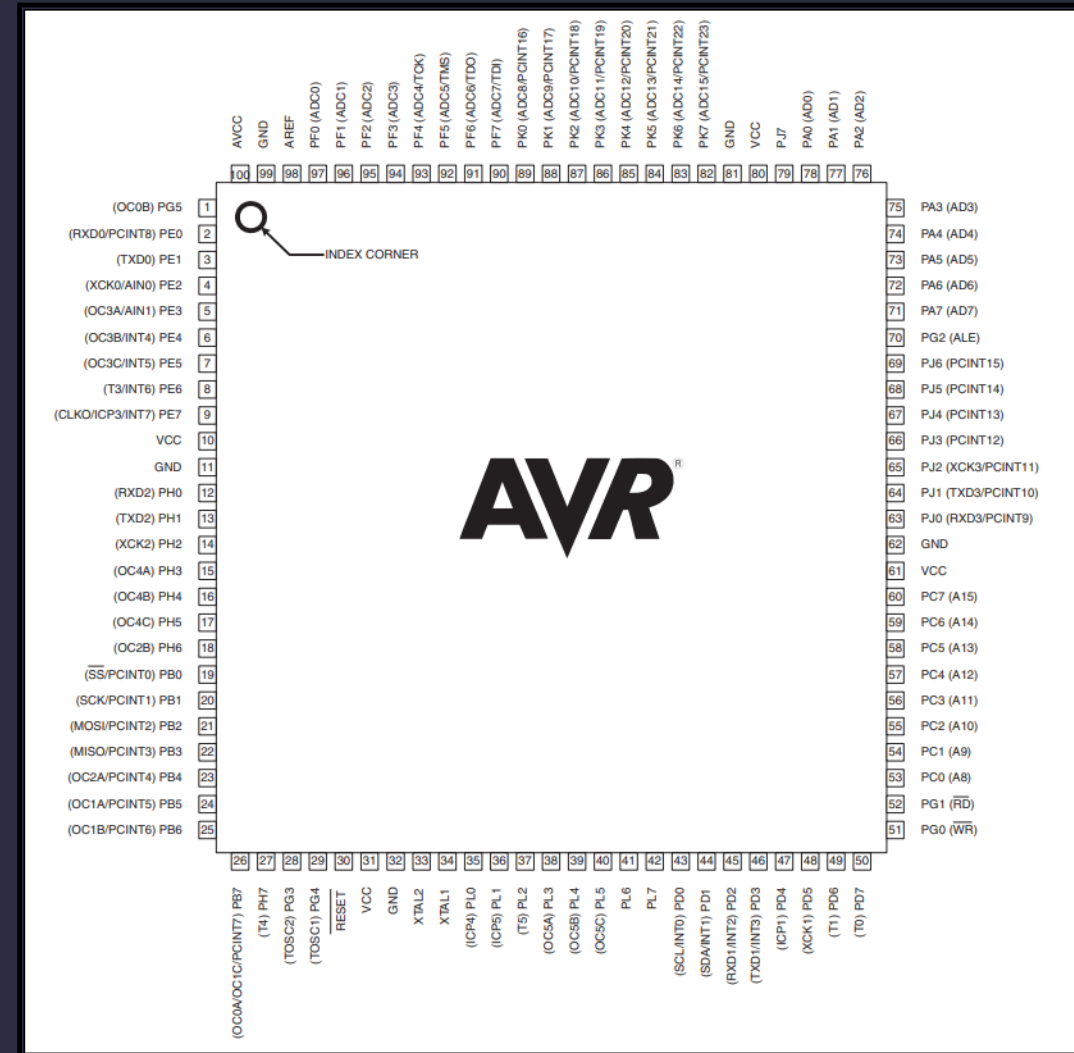 AVCC
GND
AREF
PF0 (ADC0)
PF1 (ADC1)
PF2 (ADC2)
PF3 (ADC3)
PF4 (ADC4/TCK)
PF5 (ADC5/TMS)
PF6 (ADC6/TDO)
PF7 (ADC7/TDI)
PK0 (ADC8/PCINT16)
PK1 (ADC9/PCINT17)
PK2 (ADC10/PCINT18)
PK3 (ADC11/PCINT19)
PK4 (ADC12/PCINT20)
PK5 (ADC13/PCINT21)
PK6 (ADC14/PCINT22)
PK7 (ADC15/PCINT23)
GND
VCC
PJ7
PA0 (AD0)
PA1 (AD1)
PA2 (AD2)
100 99 98 97 96 95 94 93 92 91 90 89 88 87 86 85 84 83 82 81 80 79 78 77 76
(OC0B) PG5 1
(RXD0/PCINT8) PE0 2
(TXD0) PE1 3
(XCK0/AIN0) PE2 4
(OC3A/AIN1) PE3 5
(OC3B/INT4) PE4 6
(OC3C/INT5) PE5 7
(T3/INT6) PE6 8
(CLKO/ICP3/INT7) PE7 9
VCC 10
GND 11
(RXD2) PH0 12
(TXD2) PH1 13
(XCK2) PH2 14
(OC4A) PH3 15
(OC4B) PH4 16
(OC4C) PH5 17
(OC2B) PH6 18
(SS/PCINT0) PB0 19
(SCK/PCINT1) PB1 20
(MOSI/PCINT2) PB2 21
(MISO/PCINT3) PB3 22
(OC2A/PCINT4) PB4 23
(OC1A/PCINT5) PB5 24
(OC1B/PCINT6) PB6 25
INDEX CORNER
AVR®
75 PA3 (AD3)
74 PA4 (AD4)
73 PA5 (AD5)
72 PA6 (AD6)
71 PA7 (AD7)
70 PG2 (ALE)
69 PJ6 (PCINT15)
68 PJ5 (PCINT14)
67 PJ4 (PCINT13)
66 PJ3 (PCINT12)
65 PJ2 (XCK3/PCINT11)
64 PJ1 (TXD3/PCINT10)
63 PJ0 (RXD3/PCINT9)
62 GND
61 VCC
60 PC7 (A15)
59 PC6 (A14)
58 PC5 (A13)
57 PC4 (A12)
56 PC3 (A11)
55 PC2 (A10)
54 PC1 (A9)
53 PC0 (A8)
52 PG1 (RD)
51 PG0 (WR)
26 27 28 29 30 31 32 33 34 35 36 37 38 39 40 41 42 43 44 45 46 47 48 49 50
(OC0A/OC1C/PCINT7) PB7
(T4) PH7
(TOSC2) PG3
(TOSC1) PG4
RESET
VCC
GND
XTAL2
XTAL1
(ICP4) PL0
(ICP5) PL1
(T5) PL2
(OC5A) PL3
(OC5B) PL4
(OC5C) PL5
PL6
PL7
(SCL/INT0) PD0
(SDA/INT1) PD1
(RXD1/INT2) PD2
(TXD1/INT3) PD3
(ICP1) PD4
(XCK1) PD5
(T1) PD6
(T0) PD7